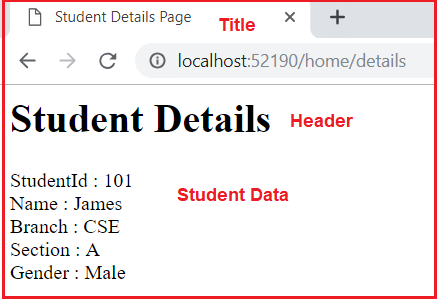 Student Details Page
Title
localhost:52190/home/details
Student Details Header
StudentId : 101
Name : James
Student Data
Branch : CSE
Section : A
Gender : Male